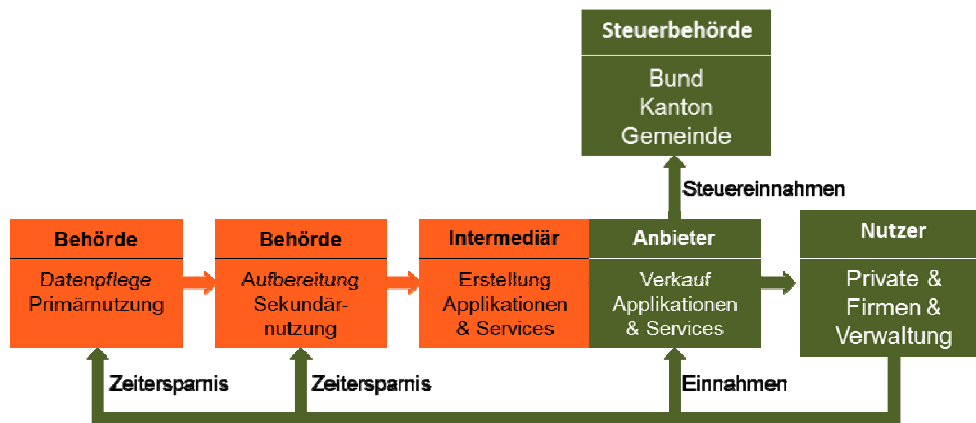 Steuerbehörde
Bund
Kanton
Gemeinde
Steuereinnahmen
Behörde
Datenpflege
Primärnutzung
Behörde
Aufbereitung
Sekundär-
nutzung
Intermediär
Erstellung
Applikationen
& Services
Anbieter
Verkauf
Applikationen
& Services
Nutzer
Private &
Firmen &
Verwaltung
Zeitersparnis
Zeitersparnis
Einnahmen